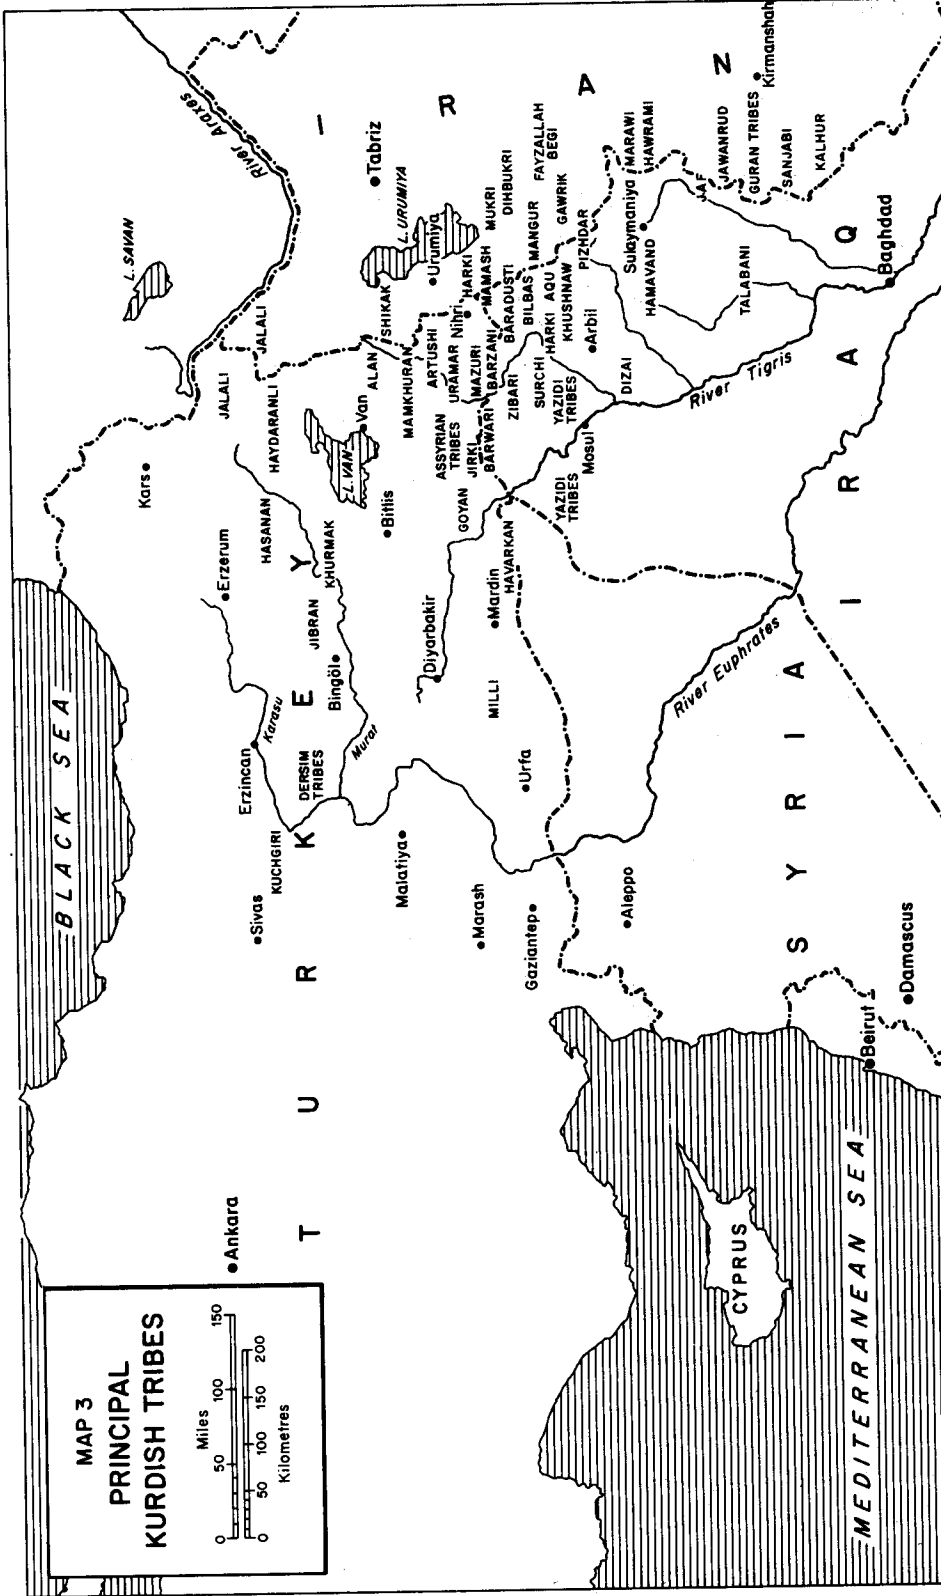 MAP 3
PRINCIPAL
KURDISH TRIBES
Miles
0 50 100 150
0 50 100 150 200
Kilometres
BLACK SEA
MEDITERRANEAN SEA
CYPRUS
TURKEY
SYRIA
IRAQ
IRAN
Ankara
Sivas
KUCHGIRI
Erzincan
Karasu
DERSIM
TRIBES
Murat
Bingöl
JIBRAN
Erzerum
HASANAN
KHURMAK
Kars
HAYDARANLI
JALALI
JALALI
L. SAVAN
River Araxes
Malatiya
Marash
Gaziantep
Urfa
Diyarbakir
MILLI
Mardin
HAVARKAN
Bitlis
L. VAN
Van
ALAN
SHIKAK
MAMKHURAN
ARTUSHI
Nihri
HARKI
Urumiya
L. URUMIYA
Tabriz
GOYAN
ASSYRIAN
TRIBES
JIRKI
BARWARI
URAMAR
MAZURI
BARZANI
MAMASH
MUKRI
DIHBUKRI
ZIBARI
BARADUSTI
BILBAS
MANGUR
FAYZALLAH
BEGI
SURCHI
HARKI
AQU
GAWRIK
YAZIDI
TRIBES
YAZIDI
TRIBES
KHUSHNAW
PIZHDAR
Mosul
Arbil
DIZAI
Sulaymaniya
MARAWI
HAWRAMI
HAMAVAND
JAF
JAWANRUD
TALABANI
GURAN TRIBES
Kirmanshah
SANJABI
KALHUR
River Tigris
River Euphrates
Baghdad
Aleppo
Damascus
Beirut